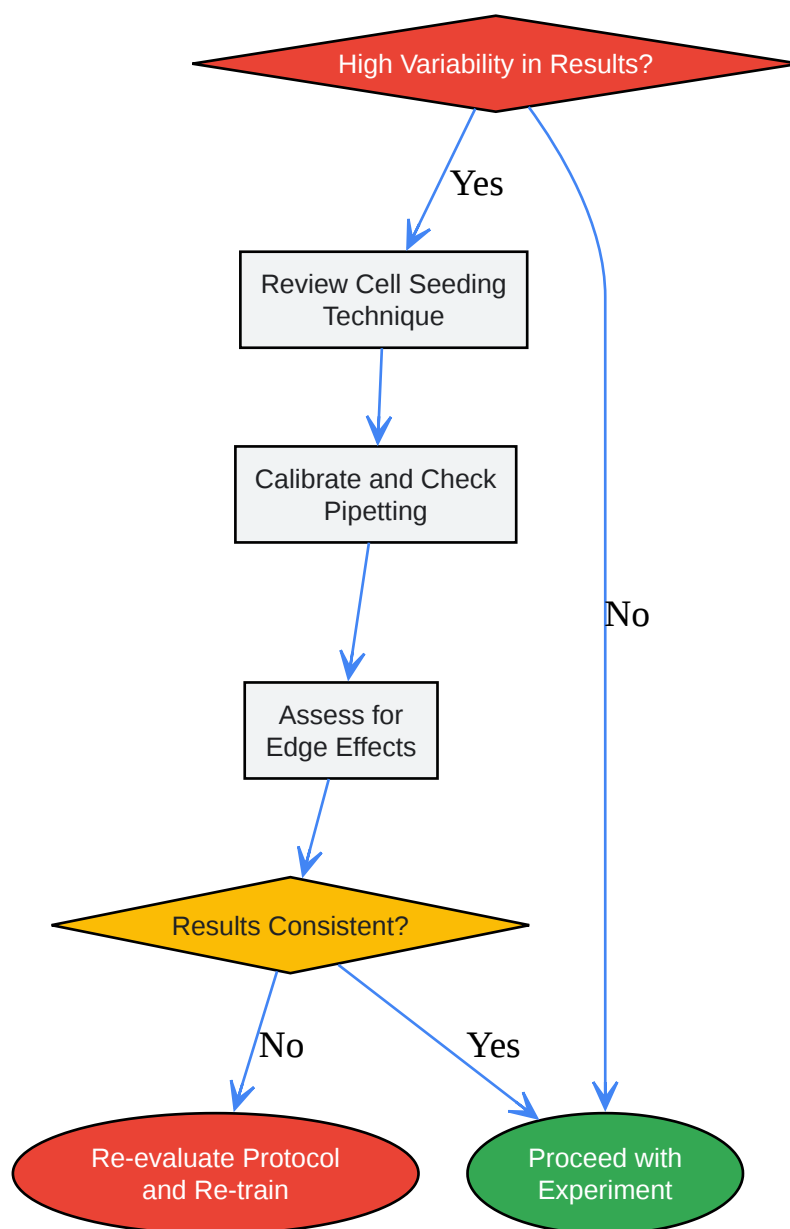 High Variability in Results?
Yes
Review Cell Seeding
Technique
Calibrate and Check
Pipetting
No
Assess for
Edge Effects
Results Consistent?
No
Yes
Re-evaluate Protocol
and Re-train
Proceed with
Experiment